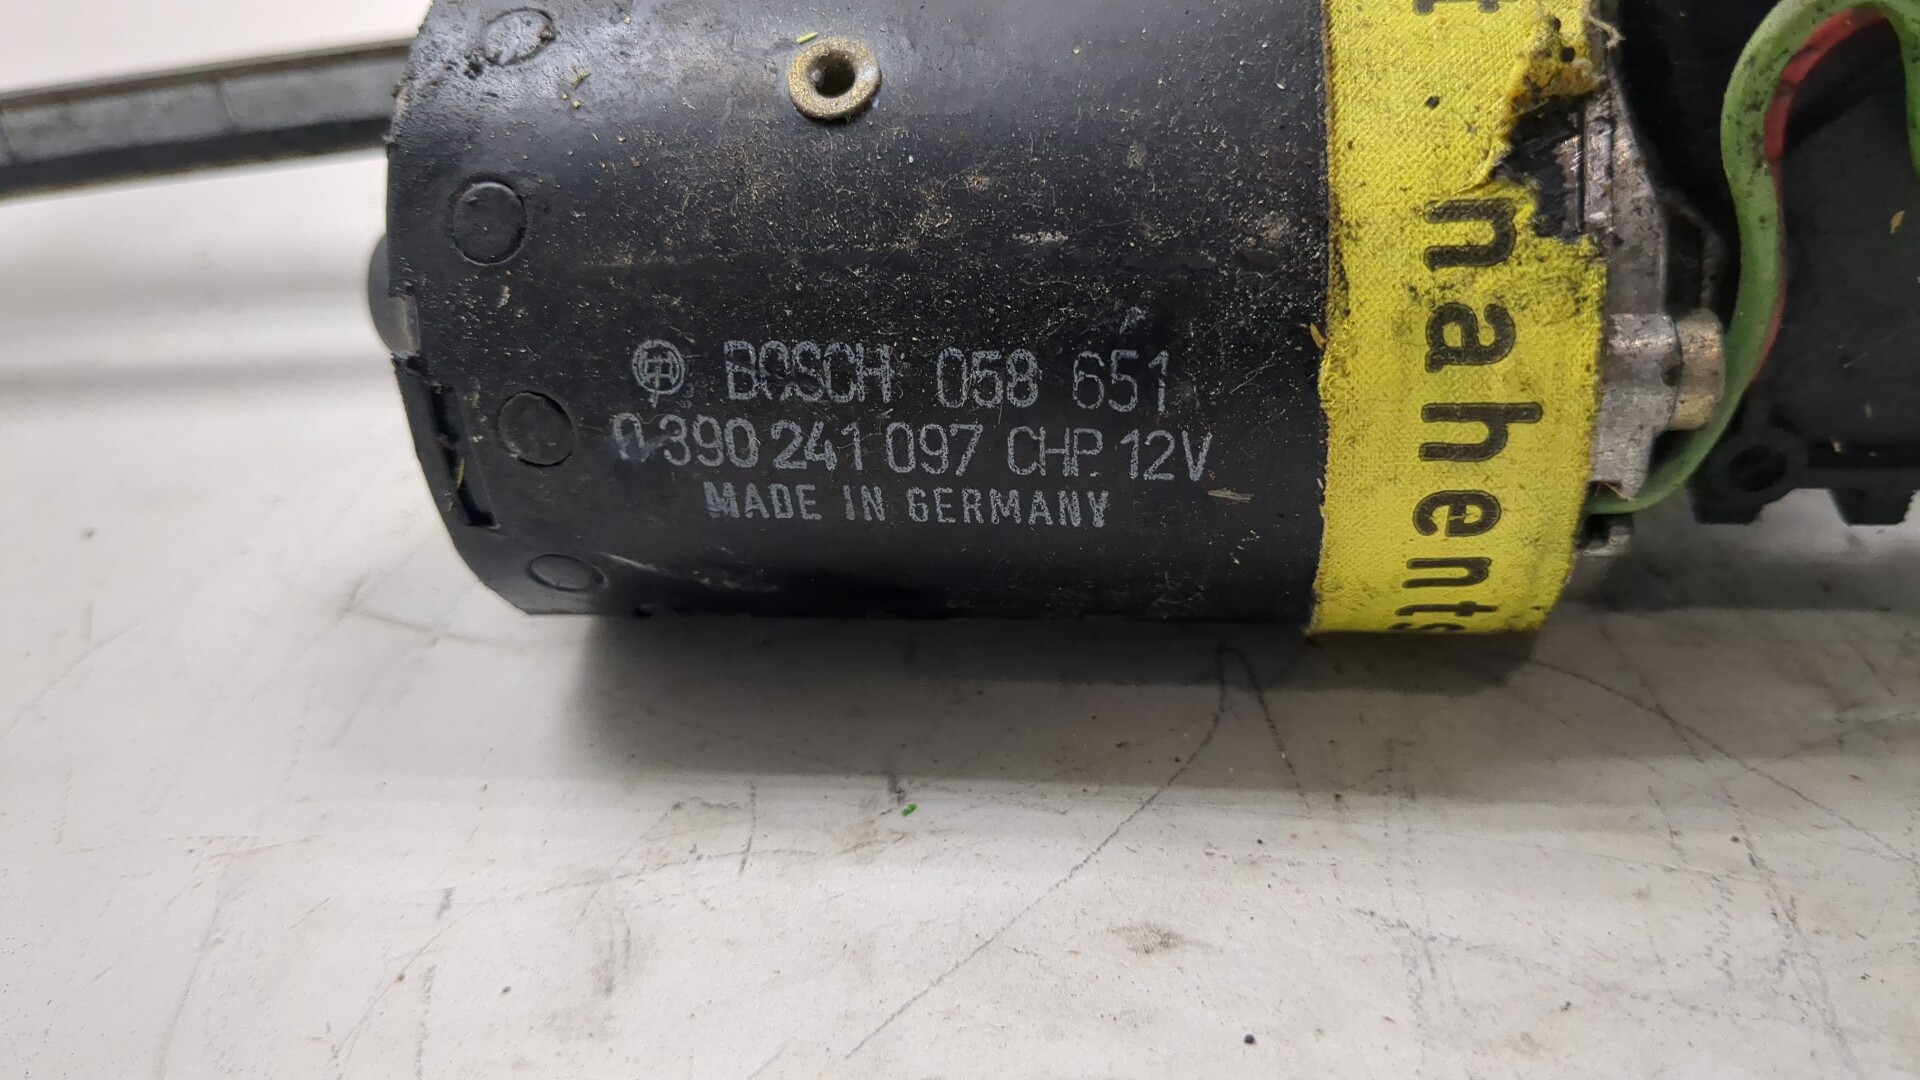 BOSCH 058 651
0 390 241 097 CHP 12V
MADE IN GERMANY
t nahents